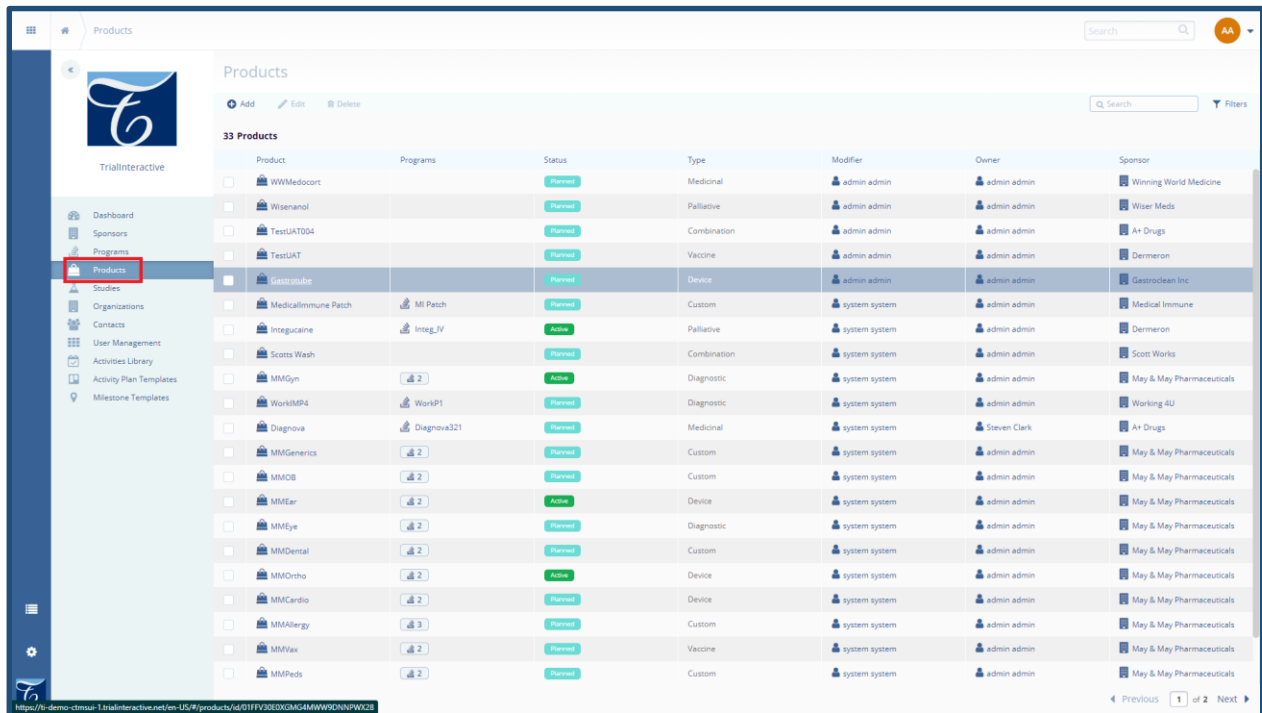 Products
Search
AA
TrialInteractive
Dashboard
Sponsors
Programs
Products
Studies
Organizations
Contacts
User Management
Activities Library
Activity Plan Templates
Milestone Templates
Products
Add Edit Delete Search Filters
33 Products
Product Programs Status Type Modifier Owner Sponsor
WWMedocort Planned Medicinal admin admin admin admin Winning World Medicine
Wisenanol Planned Palliative admin admin admin admin Wiser Meds
TestUAT004 Planned Combination admin admin admin admin A+ Drugs
TestUAT Planned Vaccine admin admin admin admin Dermeron
Gastrotube Planned Device admin admin admin admin Gastroclean Inc
MedicalImmune Patch MI Patch Planned Custom system system admin admin Medical Immune
Integucaine Integ_IV Active Palliative system system admin admin Dermeron
Scotts Wash Planned Combination system system admin admin Scott Works
MMGyn 2 Active Diagnostic system system admin admin May & May Pharmaceuticals
WorkIMP4 WorkP1 Planned Diagnostic system system admin admin Working 4U
Diagnova Diagnova321 Planned Medicinal system system Steven Clark A+ Drugs
MMGenerics 2 Planned Custom system system admin admin May & May Pharmaceuticals
MMOB 2 Planned Custom system system admin admin May & May Pharmaceuticals
MMEar 2 Active Device system system admin admin May & May Pharmaceuticals
MMEye 2 Planned Diagnostic system system admin admin May & May Pharmaceuticals
MMDental 2 Planned Custom system system admin admin May & May Pharmaceuticals
MMOrtho 2 Active Device system system admin admin May & May Pharmaceuticals
MMCardio 2 Planned Device system system admin admin May & May Pharmaceuticals
MMAllergy 3 Planned Custom system system admin admin May & May Pharmaceuticals
MMVax 2 Planned Vaccine system system admin admin May & May Pharmaceuticals
MMPeds 2 Planned Custom system system admin admin May & May Pharmaceuticals
Previous 1 of 2 Next
https://ti-demo-ctmsui-1.trialinteractive.net/en-US/#/products/id/01FFV30E0XGMG4MWW9DNNPWX28